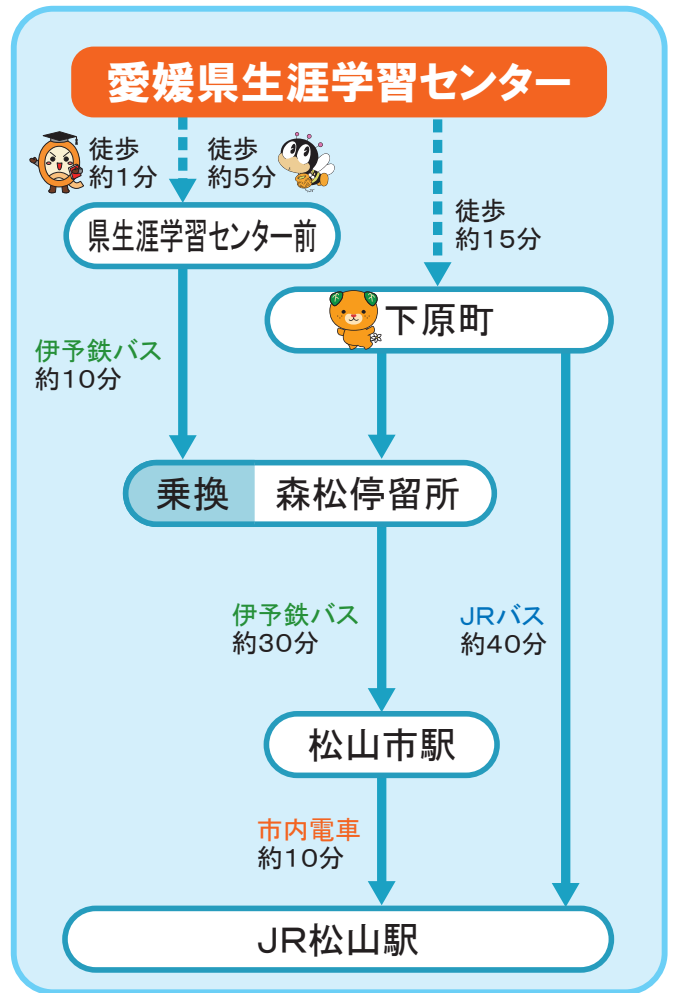 愛媛県生涯学習センター
徒歩
約1分
徒歩
約5分
県生涯学習センター前
徒歩
約15分
下原町
伊予鉄バス
約10分
乗換
森松停留所
伊予鉄バス
約30分
JRバス
約40分
松山市駅
市内電車
約10分
JR松山駅